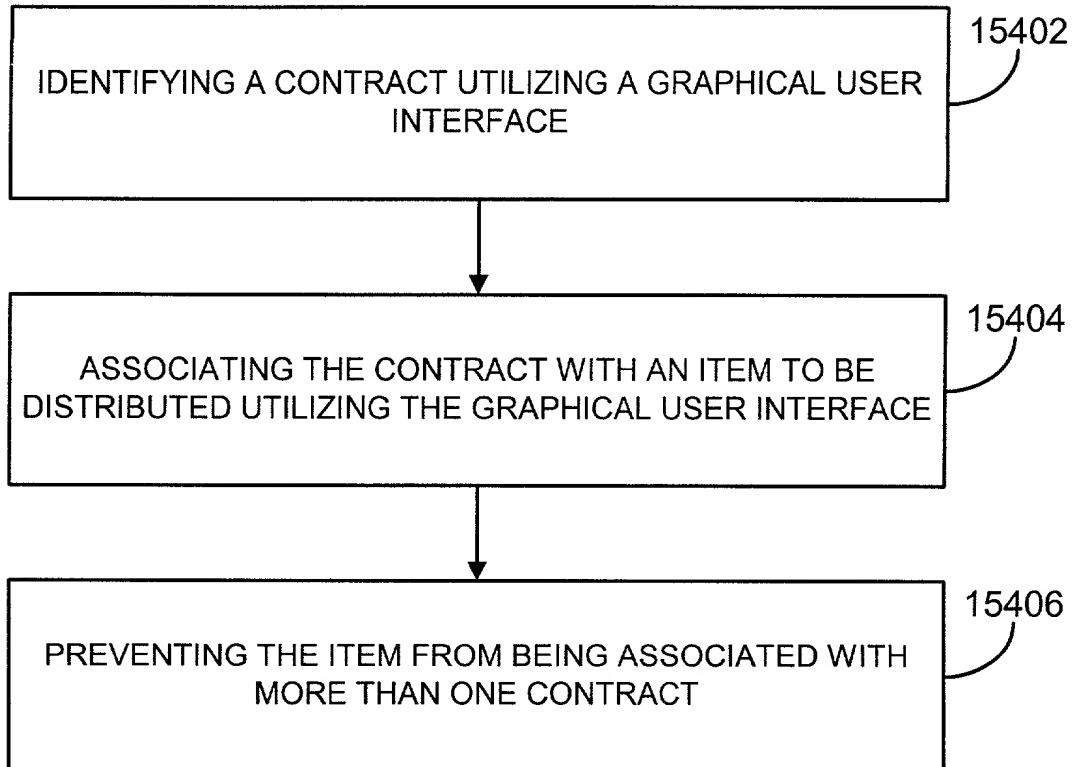 15402
IDENTIFYING A CONTRACT UTILIZING A GRAPHICAL USER
INTERFACE
15404
ASSOCIATING THE CONTRACT WITH AN ITEM TO BE
DISTRIBUTED UTILIZING THE GRAPHICAL USER INTERFACE
15406
PREVENTING THE ITEM FROM BEING ASSOCIATED WITH
MORE THAN ONE CONTRACT